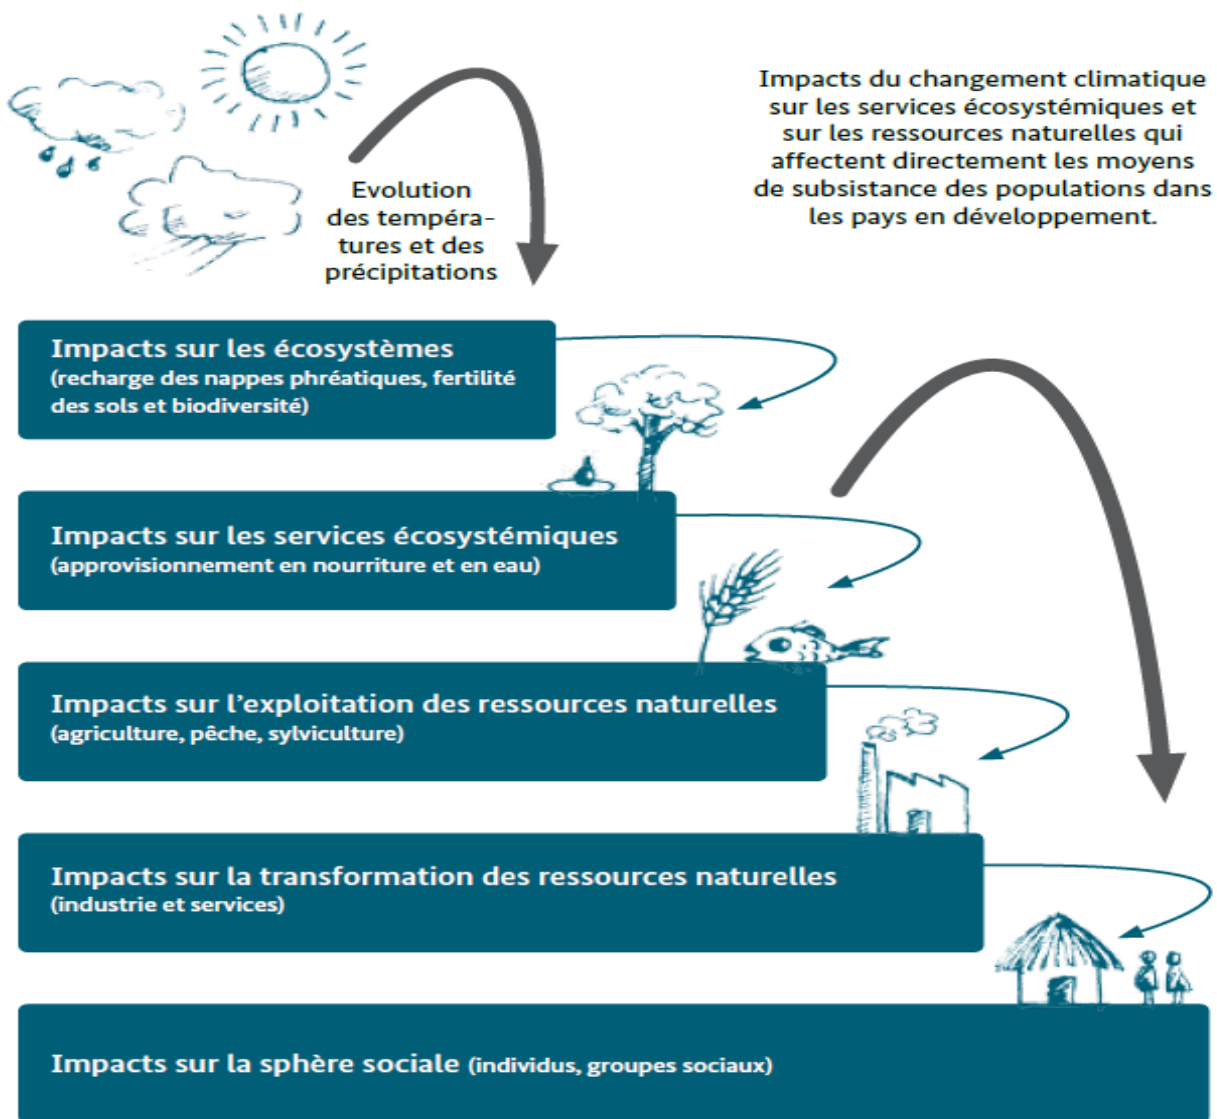 Impacts du changement climatique
sur les services écosystémiques et
sur les ressources naturelles qui
affectent directement les moyens
de subsistance des populations dans
les pays en développement.
Evolution
des tempéra-
tures et des
précipitations
Impacts sur les écosystèmes
(recharge des nappes phréatiques, fertilité
des sols et biodiversité)
Impacts sur les services écosystémiques
(approvisionnement en nourriture et en eau)
Impacts sur l’exploitation des ressources naturelles
(agriculture, pêche, sylviculture)
Impacts sur la transformation des ressources naturelles
(industrie et services)
Impacts sur la sphère sociale (individus, groupes sociaux)